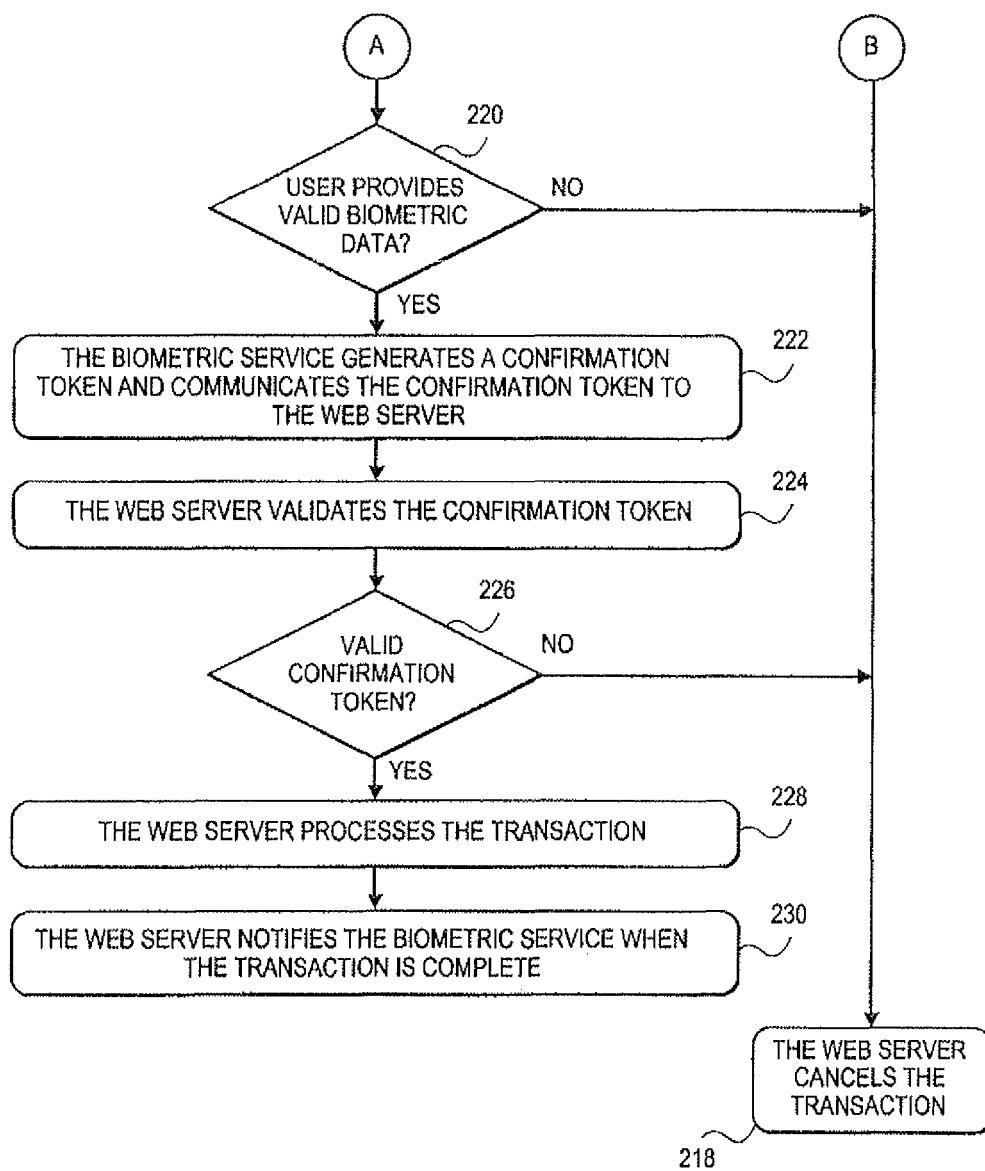 A
B
220
USER PROVIDES
VALID BIOMETRIC
DATA?
NO
YES
222
THE BIOMETRIC SERVICE GENERATES A CONFIRMATION
TOKEN AND COMMUNICATES THE CONFIRMATION TOKEN TO
THE WEB SERVER
224
THE WEB SERVER VALIDATES THE CONFIRMATION TOKEN
226
VALID
CONFIRMATION
TOKEN?
NO
YES
228
THE WEB SERVER PROCESSES THE TRANSACTION
230
THE WEB SERVER NOTIFIES THE BIOMETRIC SERVICE WHEN
THE TRANSACTION IS COMPLETE
THE WEB SERVER
CANCELS THE
TRANSACTION
218